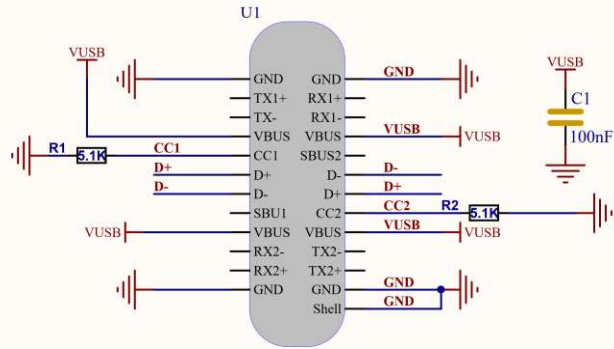 U1
VUSB
GND GND GND
TX1+ RX1+
TX- RX1-
VBUS VBUS VUSB VUSB
R1 5.1K CC1 CC1 SBUS2
D+ D+ D- D-
D- D- D+ D+
SBU1 CC2 CC2 R2 5.1K
VUSB VBUS VBUS VUSB VUSB
RX2- TX2-
RX2+ TX2+
GND GND GND
Shell GND
VUSB
C1
100nF